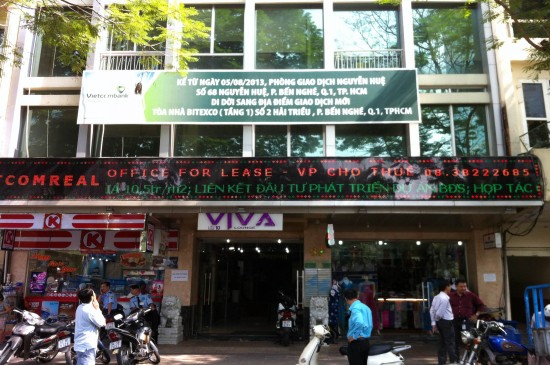 Vietcombank
KỂ TỪ NGÀY 05/08/2013, PHÒNG GIAO DỊCH NGUYỄN HUỆ
SỐ 68 NGUYỄN HUỆ, P. BẾN NGHÉ, Q.1, TP. HCM
DI DỜI SANG ĐỊA ĐIỂM GIAO DỊCH MỚI
TÒA NHÀ BITEXCO ( TẦNG 1) SỐ 2 HẢI TRIỀU , P. BẾN NGHÉ, Q.1, TPHCM
TCOMREAL OFFICE FOR LEASE - VP CHO THUE 08.38222685
LIÊN KẾT ĐẦU TƯ PHÁT TRIỂN DỰ ÁN BĐS; HỢP TÁC
K
VIVA